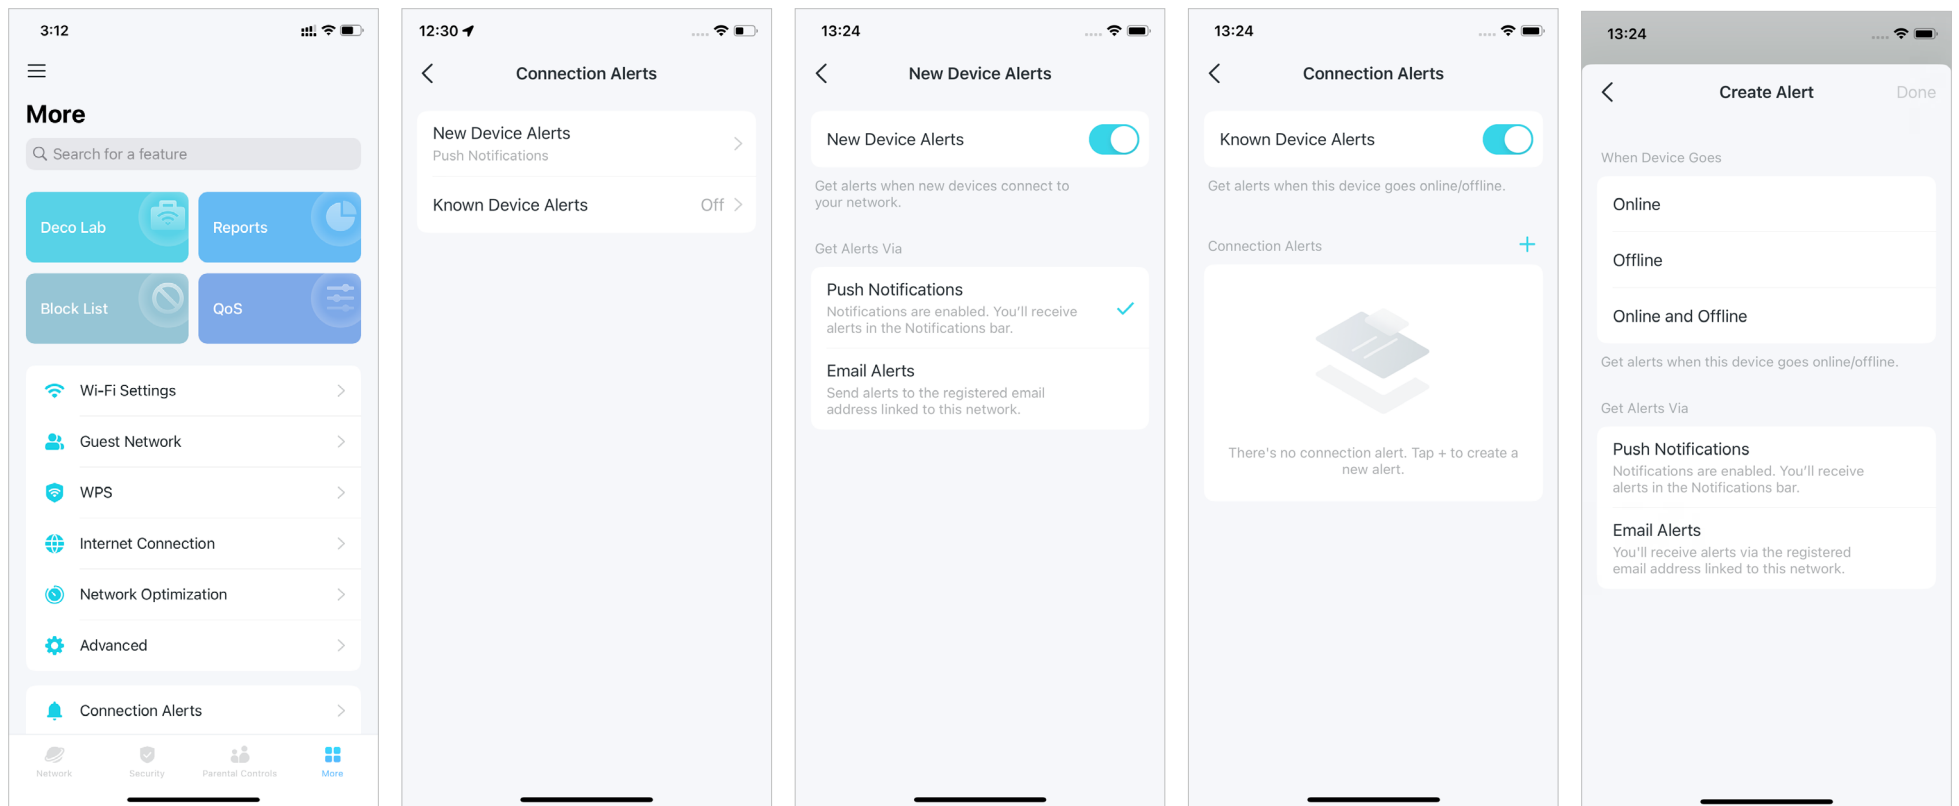 3:12
More
Search for a feature
Deco Lab
Reports
Block List
QoS
Wi-Fi Settings
Guest Network
WPS
Internet Connection
Network Optimization
Advanced
Connection Alerts
Network
Security
Parental Controls
More
12:30
Connection Alerts
New Device Alerts
Push Notifications
Known Device Alerts
Off
13:24
New Device Alerts
New Device Alerts
Get alerts when new devices connect to
your network.
Get Alerts Via
Push Notifications
Notifications are enabled. You'll receive
alerts in the Notifications bar.
Email Alerts
Send alerts to the registered email
address linked to this network.
13:24
Connection Alerts
Known Device Alerts
Get alerts when this device goes online/offline.
Connection Alerts
+
There's no connection alert. Tap + to create a
new alert.
13:24
Create Alert
Done
When Device Goes
Online
Offline
Online and Offline
Get alerts when this device goes online/offline.
Get Alerts Via
Push Notifications
Notifications are enabled. You'll receive
alerts in the Notifications bar.
Email Alerts
You'll receive alerts via the registered
email address linked to this network.